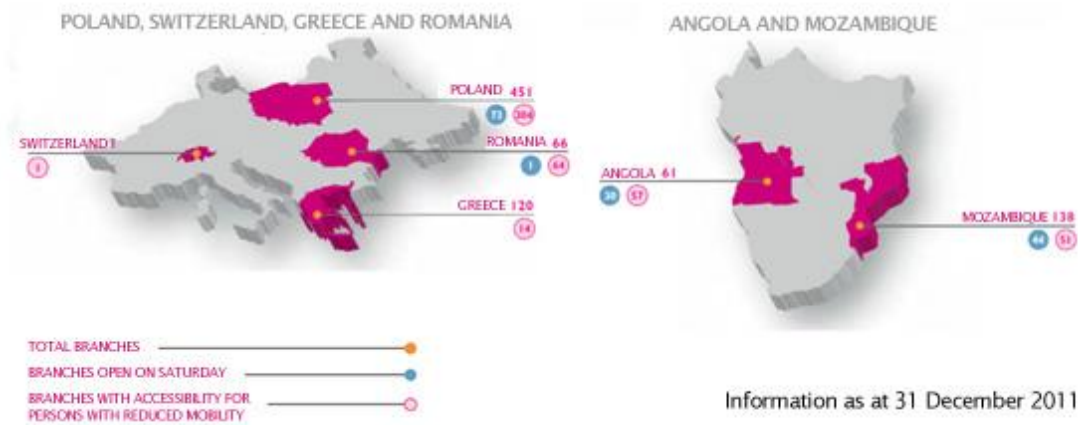 POLAND, SWITZERLAND, GREECE AND ROMANIA
ANGOLA AND MOZAMBIQUE
POLAND 451
SWITZERLAND 1
1
ROMANIA 66
1 64
ANGOLA 61
57
GREECE 120
14
MOZAMBIQUE 138
44 51
TOTAL BRANCHES
BRANCHES OPEN ON SATURDAY
BRANCHES WITH ACCESSIBILITY FOR
PERSONS WITH REDUCED MOBILITY
Information as at 31 December 2011